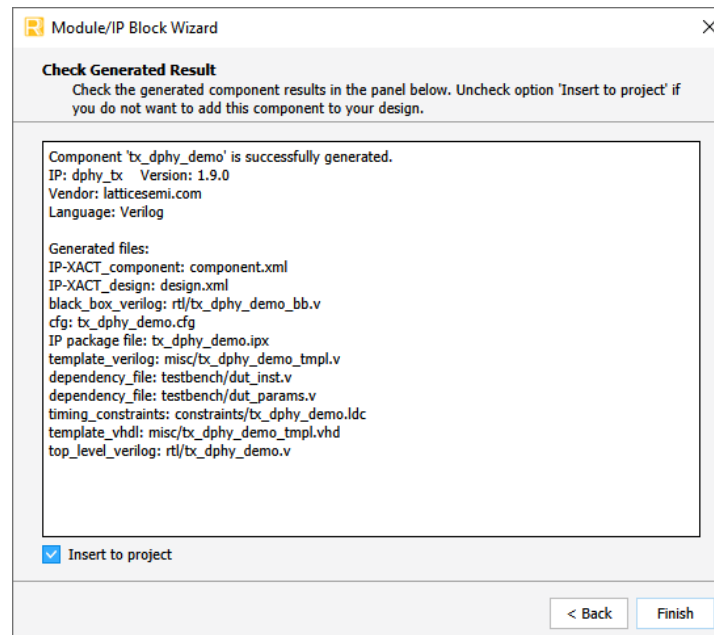 Module/IP Block Wizard
Check Generated Result
Check the generated component results in the panel below. Uncheck option 'Insert to project' if
you do not want to add this component to your design.
Component 'tx_dphy_demo' is successfully generated.
IP: dphy_tx Version: 1.9.0
Vendor: latticesemi.com
Language: Verilog
Generated files:
IP-XACT_component: component.xml
IP-XACT_design: design.xml
black_box_verilog: rtl/tx_dphy_demo_bb.v
cfg: tx_dphy_demo.cfg
IP package file: tx_dphy_demo.ipx
template_verilog: misc/tx_dphy_demo_tmpl.v
dependency_file: testbench/dut_inst.v
dependency_file: testbench/dut_params.v
timing_constraints: constraints/tx_dphy_demo.ldc
template_vhdl: misc/tx_dphy_demo_tmpl.vhd
top_level_verilog: rtl/tx_dphy_demo.v
Insert to project
< Back Finish